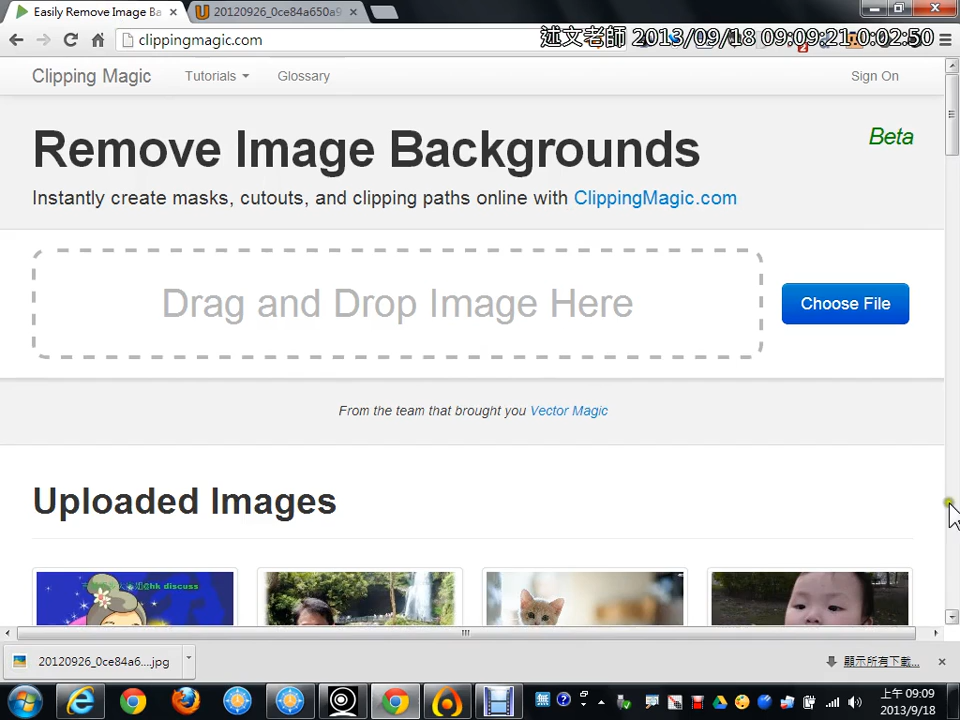 Easily Remove Image Ba
20120926_0ce84a650a9
clippingmagic.com
述文老師 2013/09/18 09:09:21 0:02:50
Clipping Magic
Tutorials
Glossary
Sign On
Remove Image Backgrounds
Beta
Instantly create masks, cutouts, and clipping paths online with ClippingMagic.com
Drag and Drop Image Here
Choose File
From the team that brought you Vector Magic
Uploaded Images
hk discuss
20120926_0ce84a6....jpg
顯示所有下載...
上午 09:09
2013/9/18